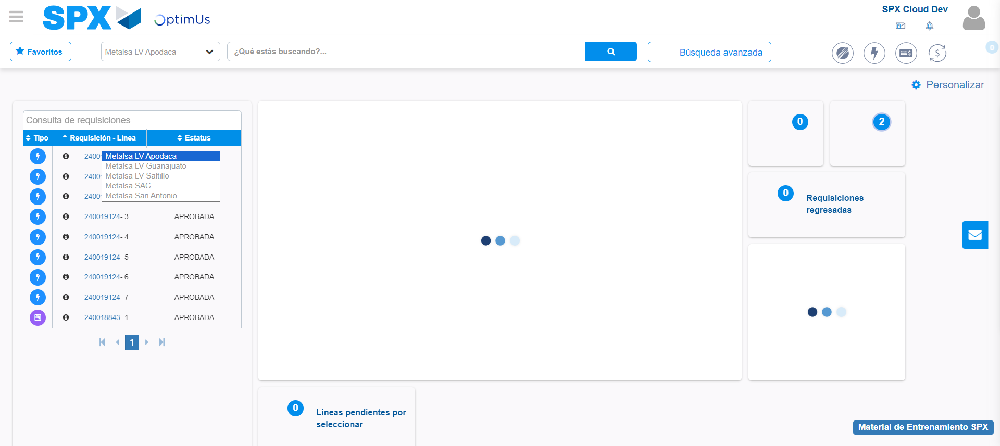 SPX
OptimUs
SPX Cloud Dev
Favoritos
Metalsa LV Apodaca
¿Qué estás buscando?...
Búsqueda avanzada
0
Personalizar
Consulta de requisiciones
Tipo
Requisición - Línea
Estatus
2400
2400
2400
Metalsa LV Apodaca
Metalsa LV Guanajuato
Metalsa LV Saltillo
Metalsa SAC
Metalsa San Antonio
240019124- 3 APROBADA
240019124- 4 APROBADA
240019124- 5 APROBADA
240019124- 6 APROBADA
240019124- 7 APROBADA
240018843- 1 APROBADA
1
0
2
0
Requisiciones
regresadas
0
Lineas pendientes por
seleccionar
Material de Entrenamiento SPX